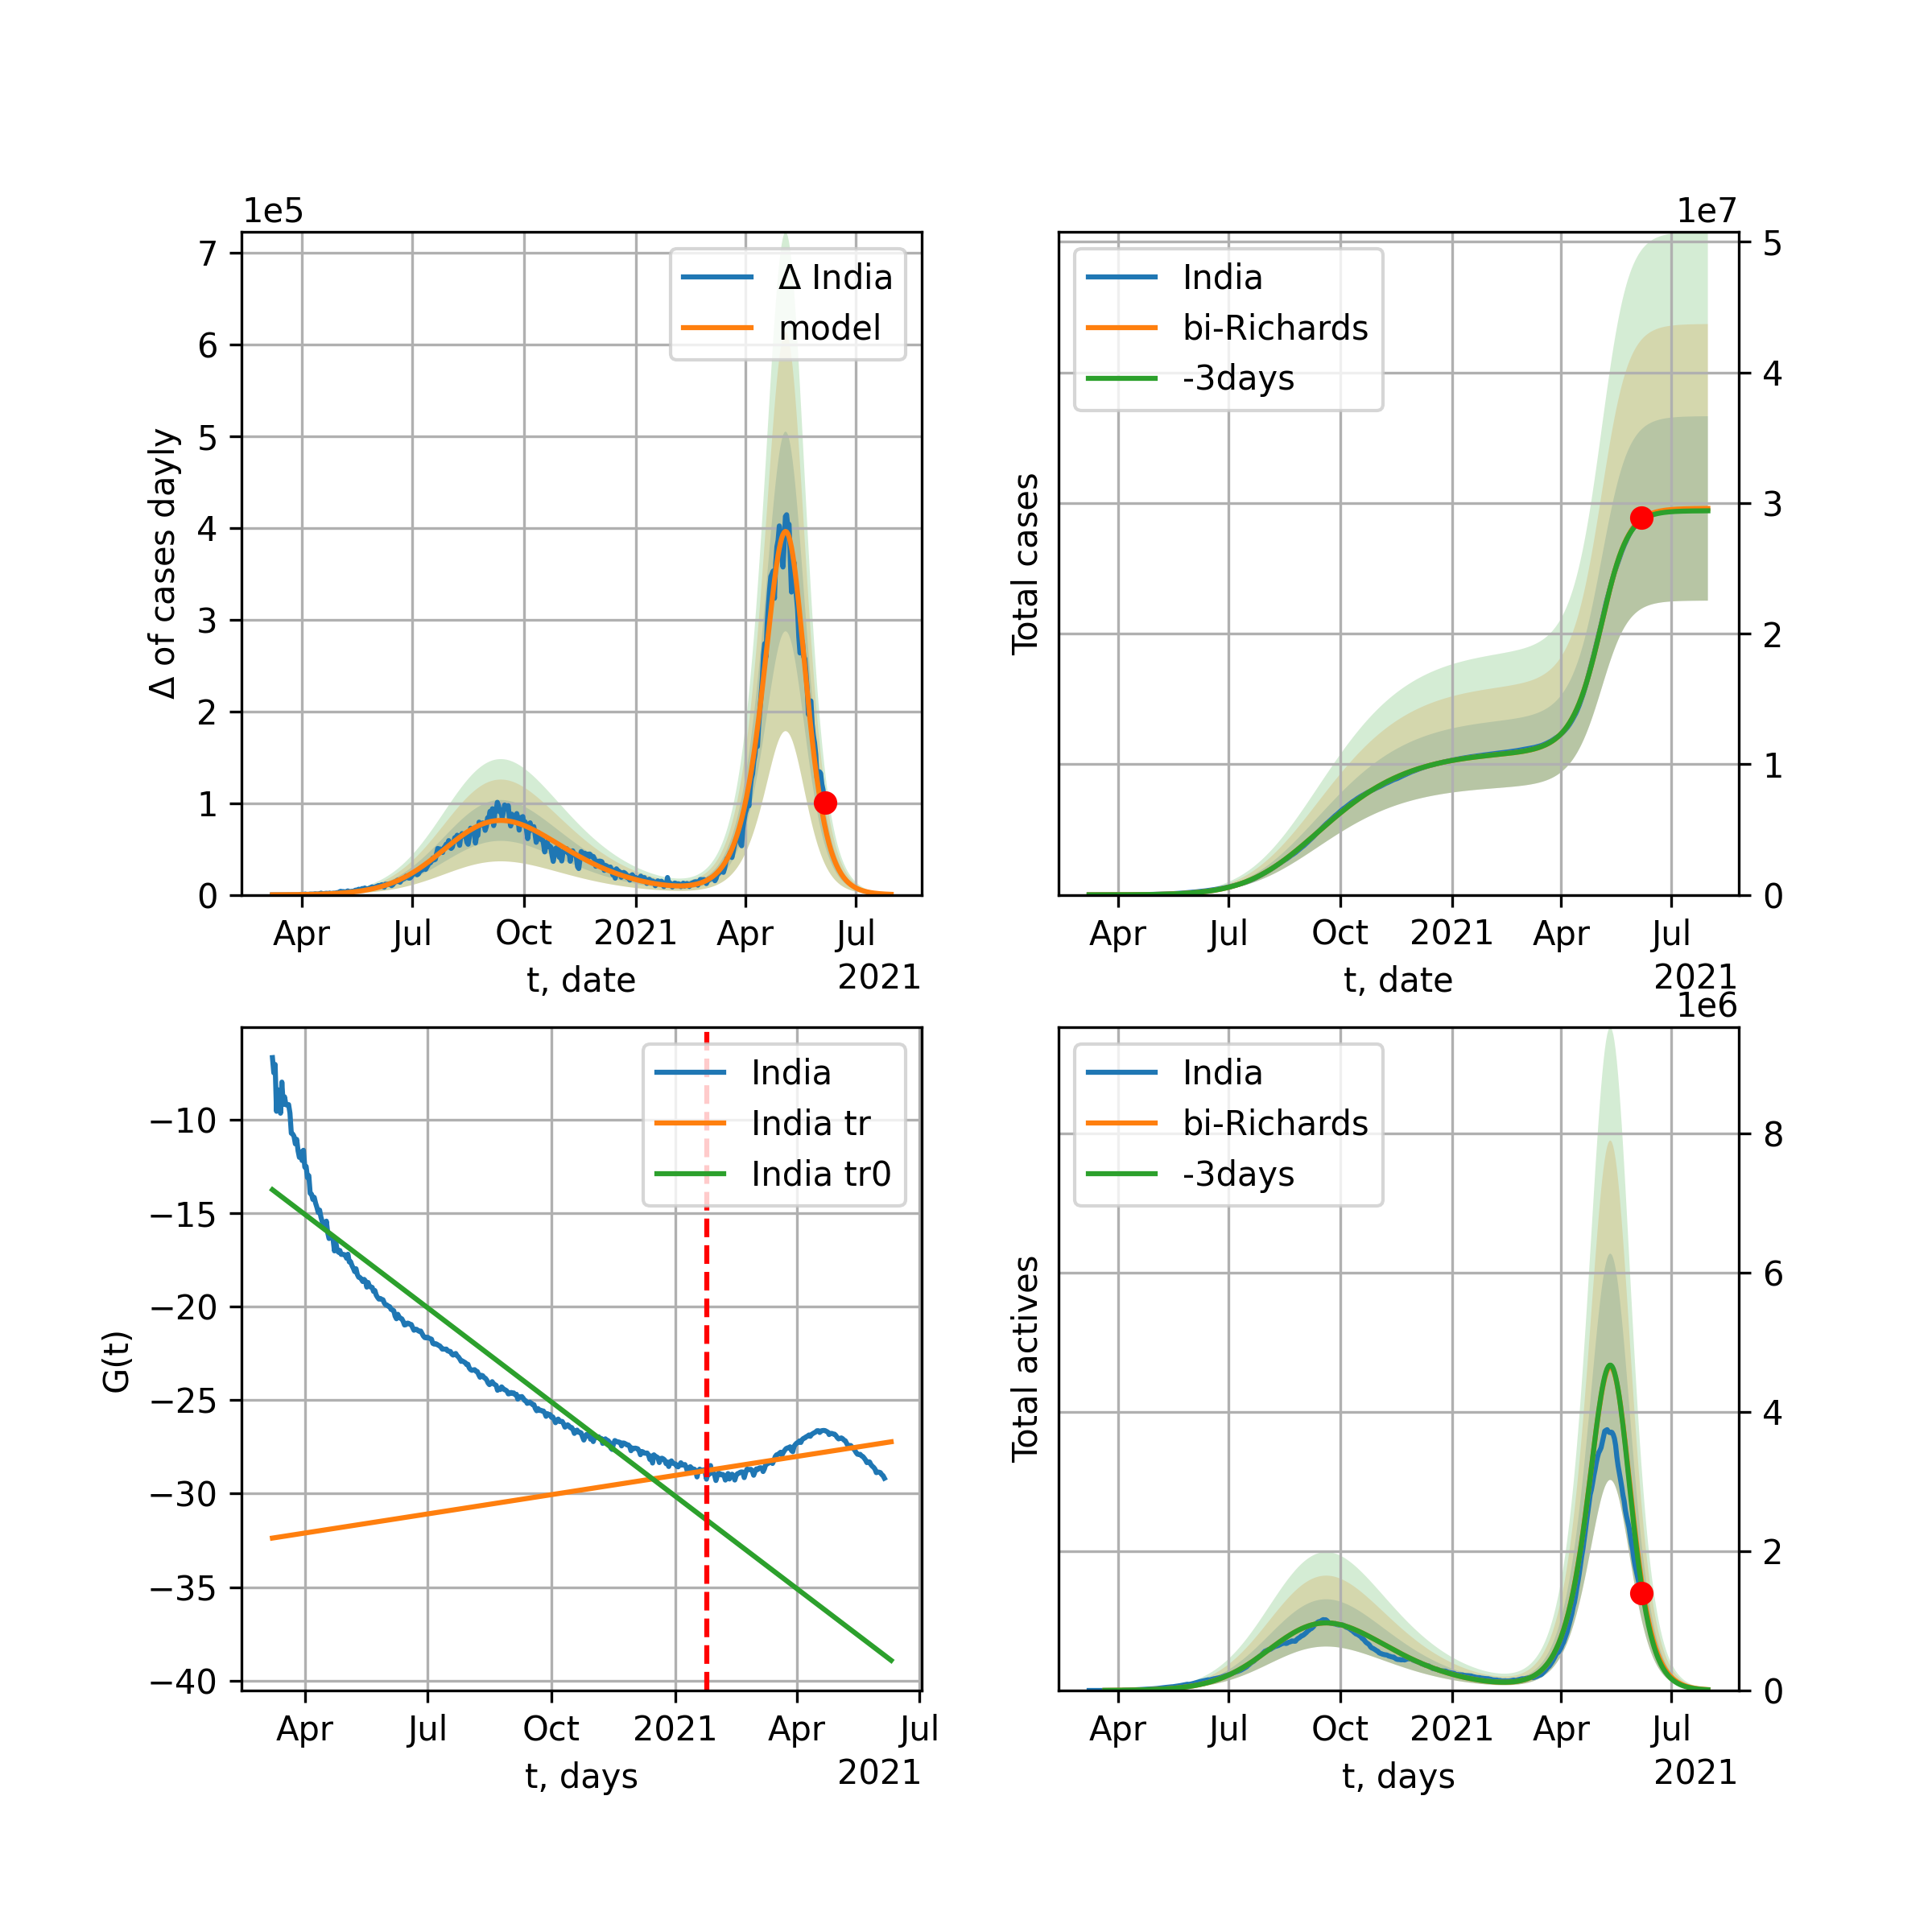 1e5
7
6
5
4
3
2
1
0
Δ of cases dayly
Δ India
model
Apr
Jul
Oct
2021
Apr
Jul
t, date
2021
1e7
5
4
3
2
1
0
Total cases
India
bi-Richards
-3days
Apr
Jul
Oct
2021
Apr
Jul
t, date
2021
−10
−15
−20
−25
−30
−35
−40
G(t)
India
India tr
India tr0
Apr
Jul
Oct
2021
Apr
Jul
t, days
2021
1e6
8
6
4
2
0
Total actives
India
bi-Richards
-3days
Apr
Jul
Oct
2021
Apr
Jul
t, days
2021